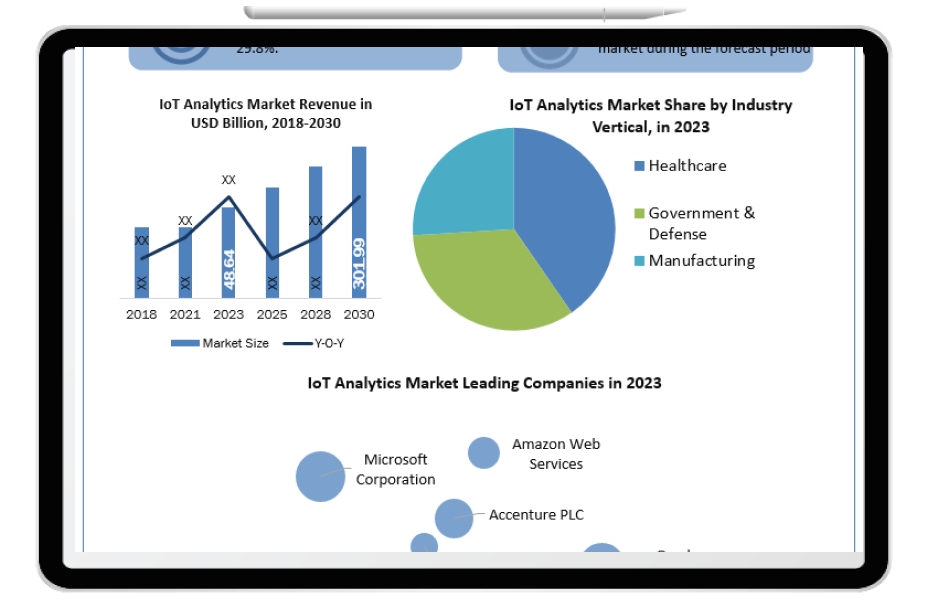 29.8%.
market during the forecast period
IoT Analytics Market Revenue in
USD Billion, 2018-2030
XX
XX
XX
XX
XX
XX
48.64
XX
XX
301.99
2018 2021 2023 2025 2028 2030
Market Size Y-O-Y
IoT Analytics Market Share by Industry
Vertical, in 2023
Healthcare
Government &
Defense
Manufacturing
IoT Analytics Market Leading Companies in 2023
Microsoft
Corporation
Amazon Web
Services
Accenture PLC